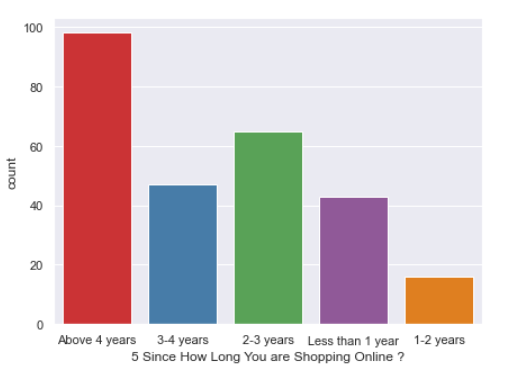 100
80
60
40
20
0
count
Above 4 years 3-4 years 2-3 years Less than 1 year 1-2 years
5 Since How Long You are Shopping Online ?